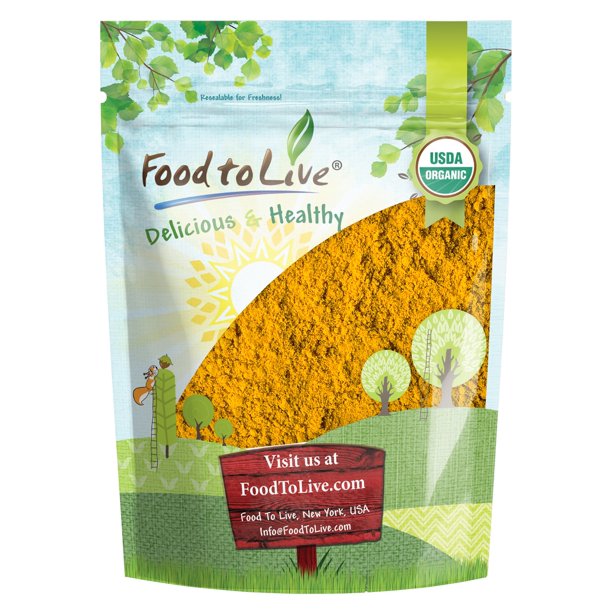 Resealable for Freshness!
Food to Live®
Delicious & Healthy
USDA
ORGANIC
Visit us at
FoodToLive.com
Food To Live, New York, USA
Info@FoodToLive.com